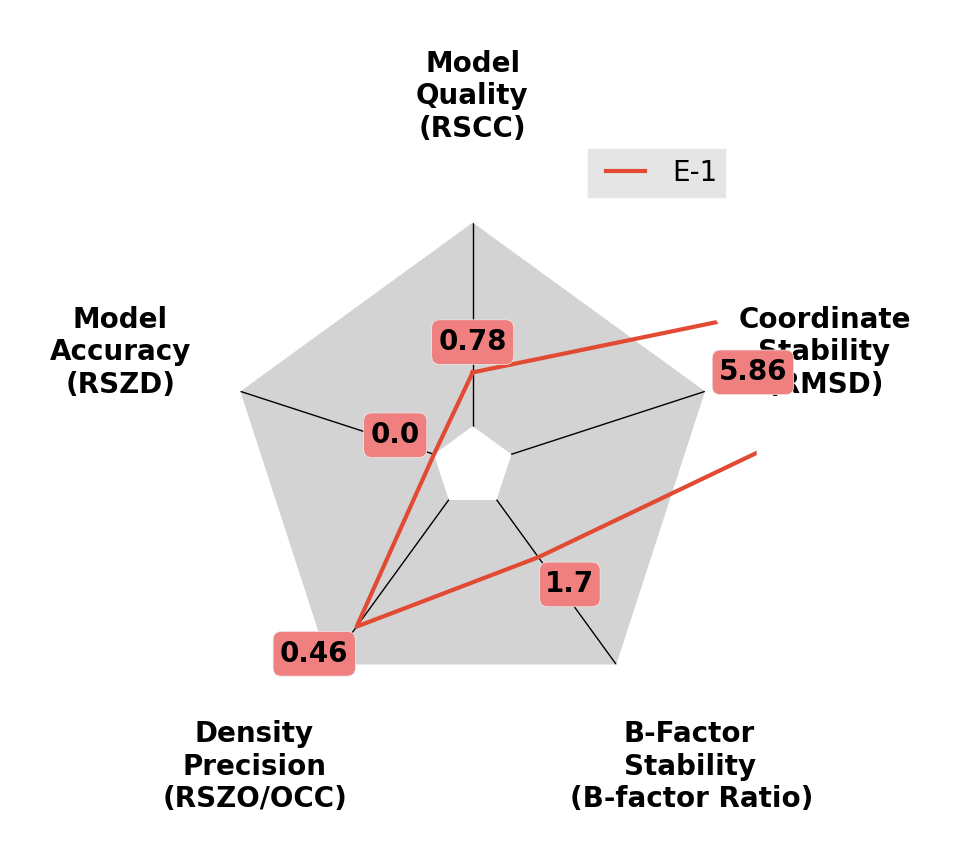 Model
Quality
(RSCC)
E-1
Model
Accuracy
(RSZD)
Coordinate
Stability
(RMSD)
0.78
5.86
0.0
1.7
0.46
Density
Precision
(RSZO/OCC)
B-Factor
Stability
(B-factor Ratio)